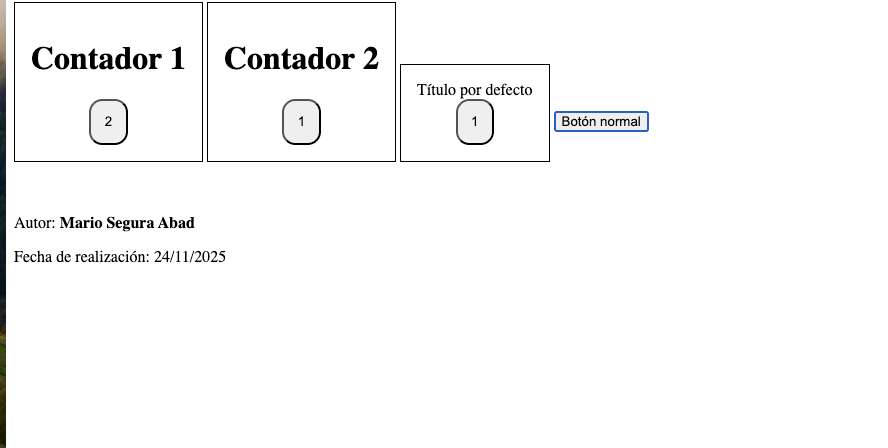 Contador 1
2
Contador 2
1
Título por defecto
1
Botón normal
Autor: Mario Segura Abad
Fecha de realización: 24/11/2025